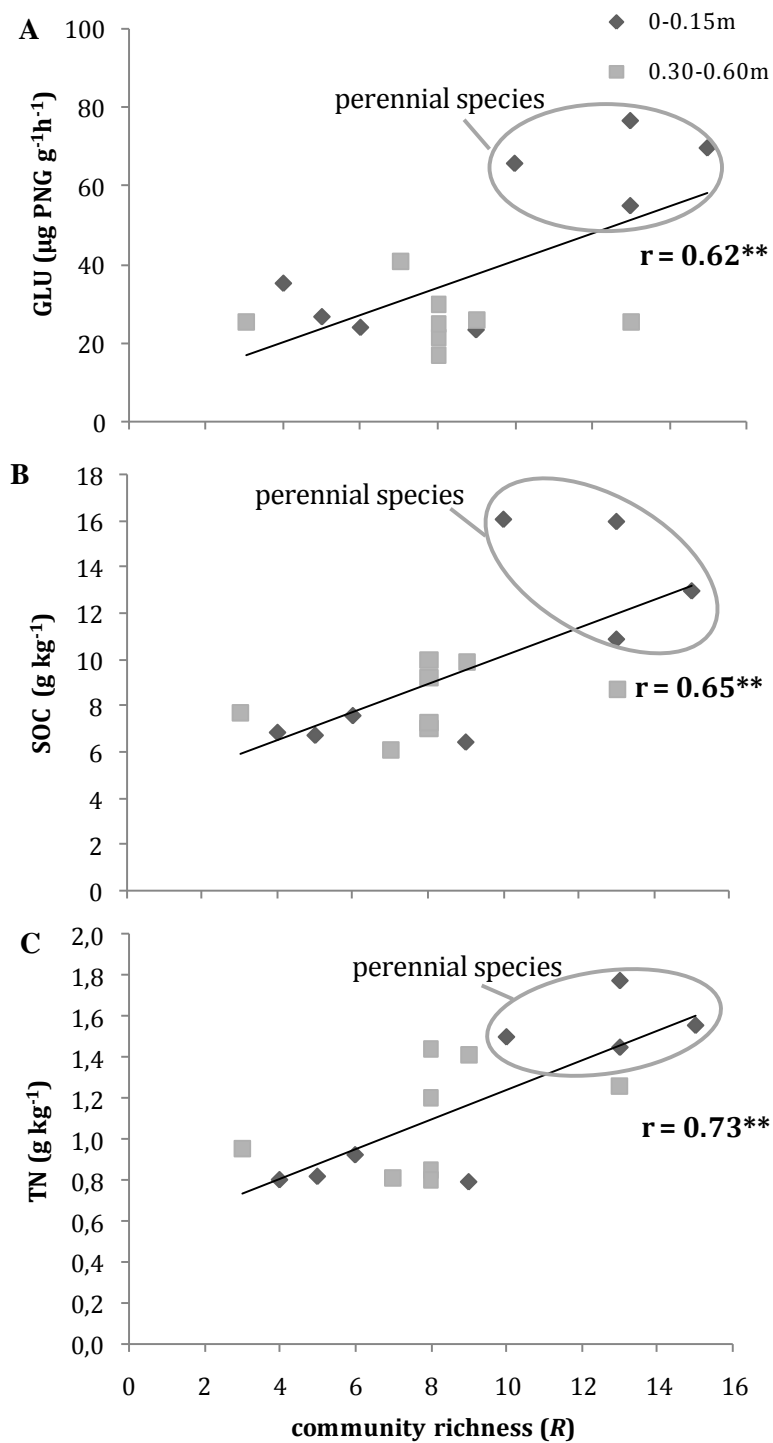 A
0-0.15m
0.30-0.60m
perennial species
GLU (µg PNG g⁻¹h⁻¹)
100
80
60
40
20
0
r = 0.62**
B
perennial species
SOC (g kg⁻¹)
18
16
14
12
10
8
6
4
2
0
r = 0.65**
C
perennial species
TN (g kg⁻¹)
2,0
1,8
1,6
1,4
1,2
1,0
0,8
0,6
0,4
0,2
0,0
r = 0.73**
0 2 4 6 8 10 12 14 16
community richness (R)